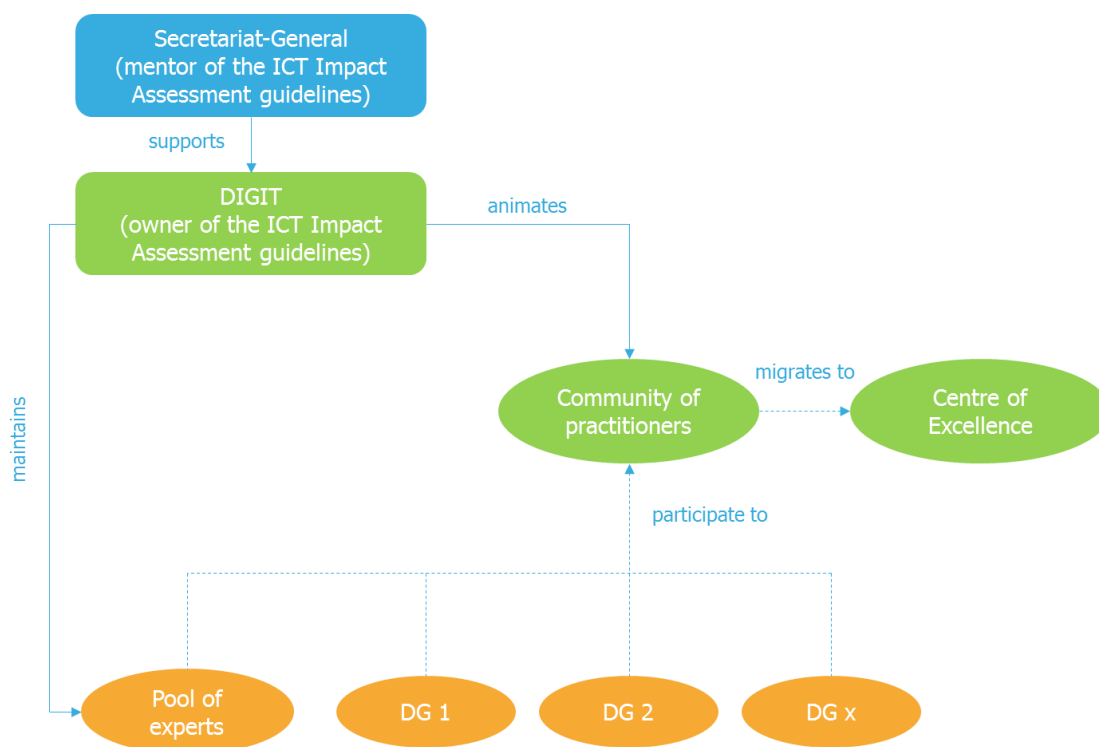 Secretariat-General
(mentor of the ICT Impact
Assessment guidelines)
supports
DIGIT
(owner of the ICT Impact
Assessment guidelines)
animates
maintains
Community of
practitioners
migrates to
Centre of
Excellence
participate to
Pool of
experts
DG 1
DG 2
DG x